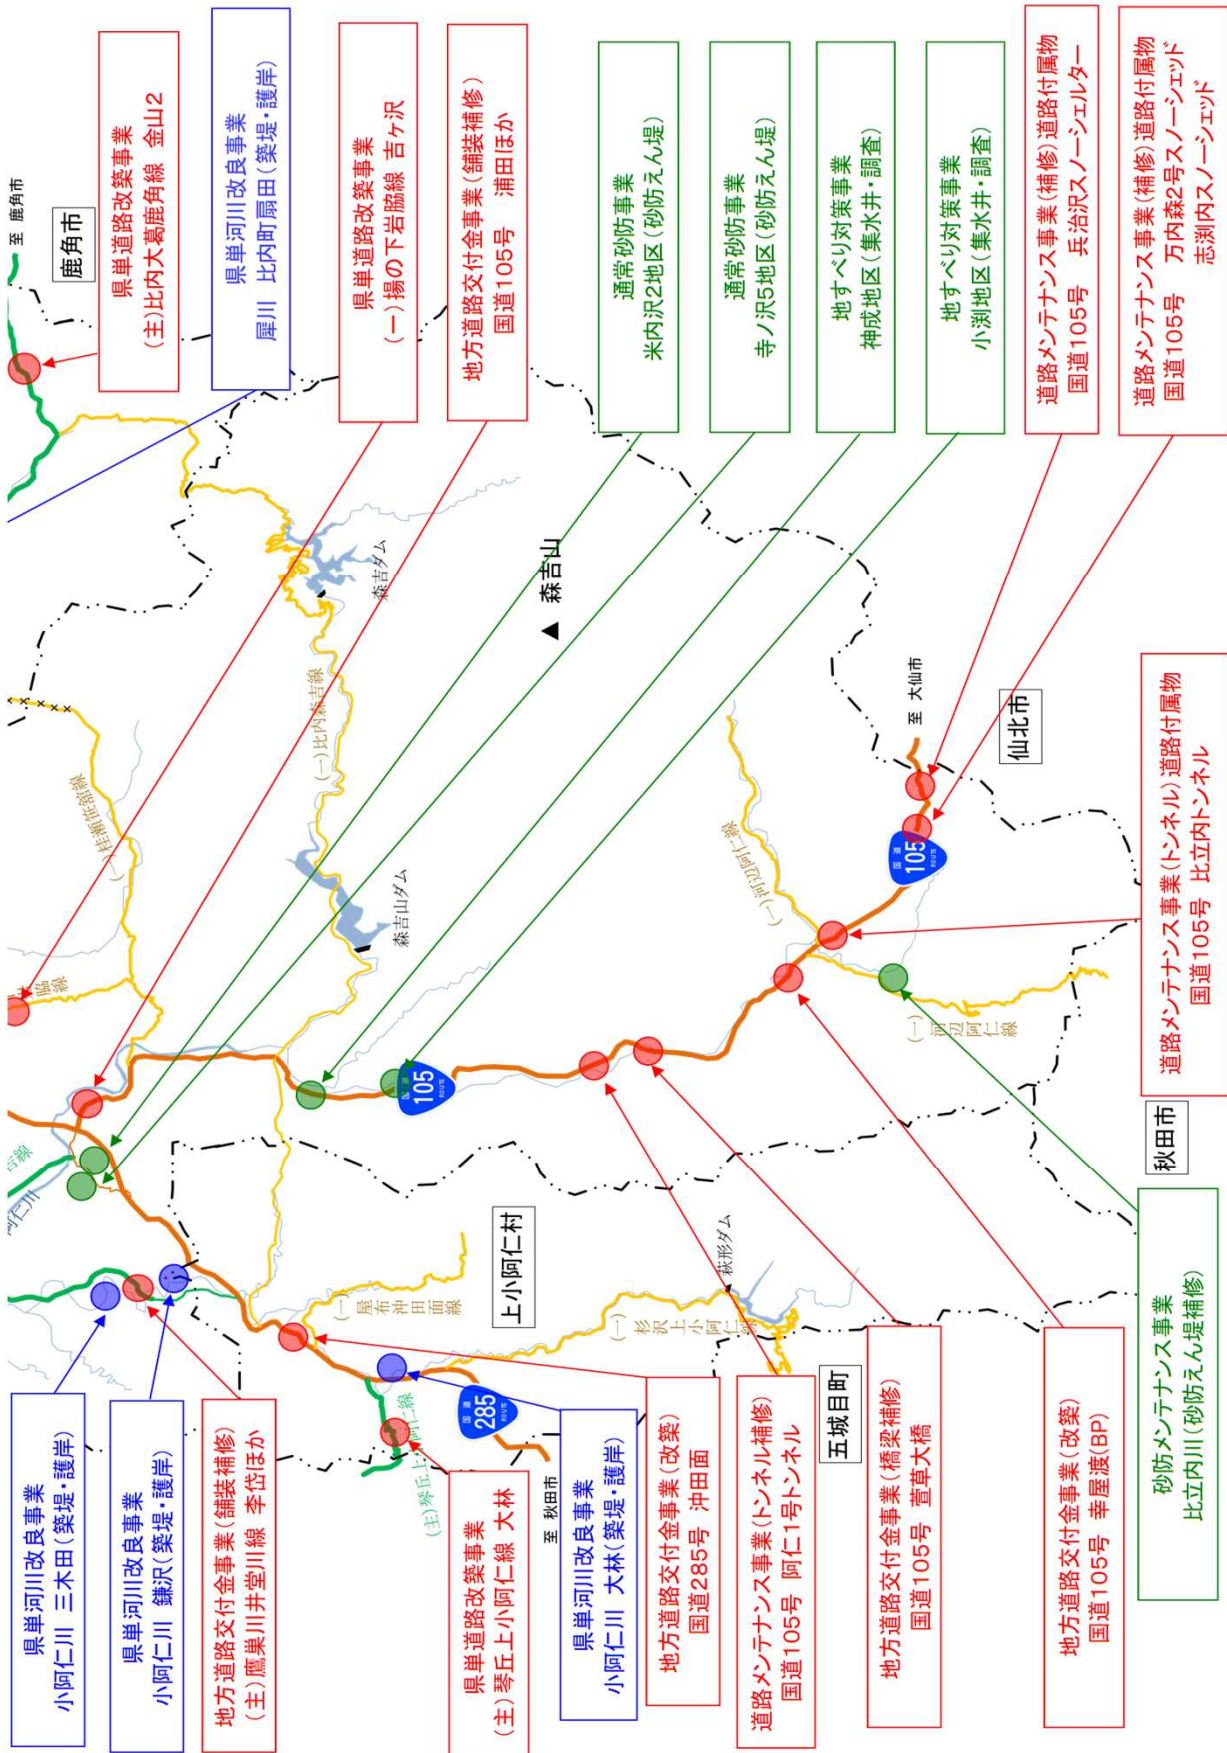 県単道路改築事業
(主)比内大葛鹿角線 金山2
県単河川改良事業
犀川 比内町扇田(築堤・護岸)
県単道路改築事業
(一)揚の下岩脇線 吉ヶ沢
地方道路交付金事業(舗装補修)
国道105号 浦田ほか
通常砂防事業
米内沢2地区(砂防えん堤)
通常砂防事業
寺ノ沢5地区(砂防えん堤)
地すべり対策事業
神成地区(集水井・調査)
地すべり対策事業
小渕地区(集水井・調査)
道路メンテナンス事業(補修)道路付属物
国道105号 兵治沢スノーシェルター
道路メンテナンス事業(補修)道路付属物
国道105号 万内森2号スノーシェッド
志渕内スノーシェッド
至 鹿角市
鹿角市
森吉ダム
森吉山
(一)比内森吉線
(一)桂瀬笹館線
森吉山ダム
脇線
至 大仙市
仙北市
(一)河辺阿仁線
国道
105
ROUTE
(一)
河辺阿仁線
国道
105
ROUTE
吉線
阿仁川
上小阿仁村
(一)
屋布沖田面線
(一)
杉沢上小阿仁線
萩形ダム
(主)琴丘上小阿仁線
国道
285
ROUTE
至 秋田市
五城目町
秋田市
道路メンテナンス事業(トンネル)道路付属物
国道105号 比立内トンネル
県単河川改良事業
小阿仁川 三木田(築堤・護岸)
県単河川改良事業
小阿仁川 鎌沢(築堤・護岸)
地方道路交付金事業(舗装補修)
(主)鷹巣川井堂川線 李岱ほか
県単道路改築事業
(主)琴丘上小阿仁線 大林
県単河川改良事業
小阿仁川 大林(築堤・護岸)
地方道路交付金事業(改築)
国道285号 沖田面
道路メンテナンス事業(トンネル補修)
国道105号 阿仁1号トンネル
地方道路交付金事業(橋梁補修)
国道105号 萱草大橋
地方道路交付金事業(改築)
国道105号 幸屋渡(BP)
砂防メンテナンス事業
比立内川(砂防えん堤補修)